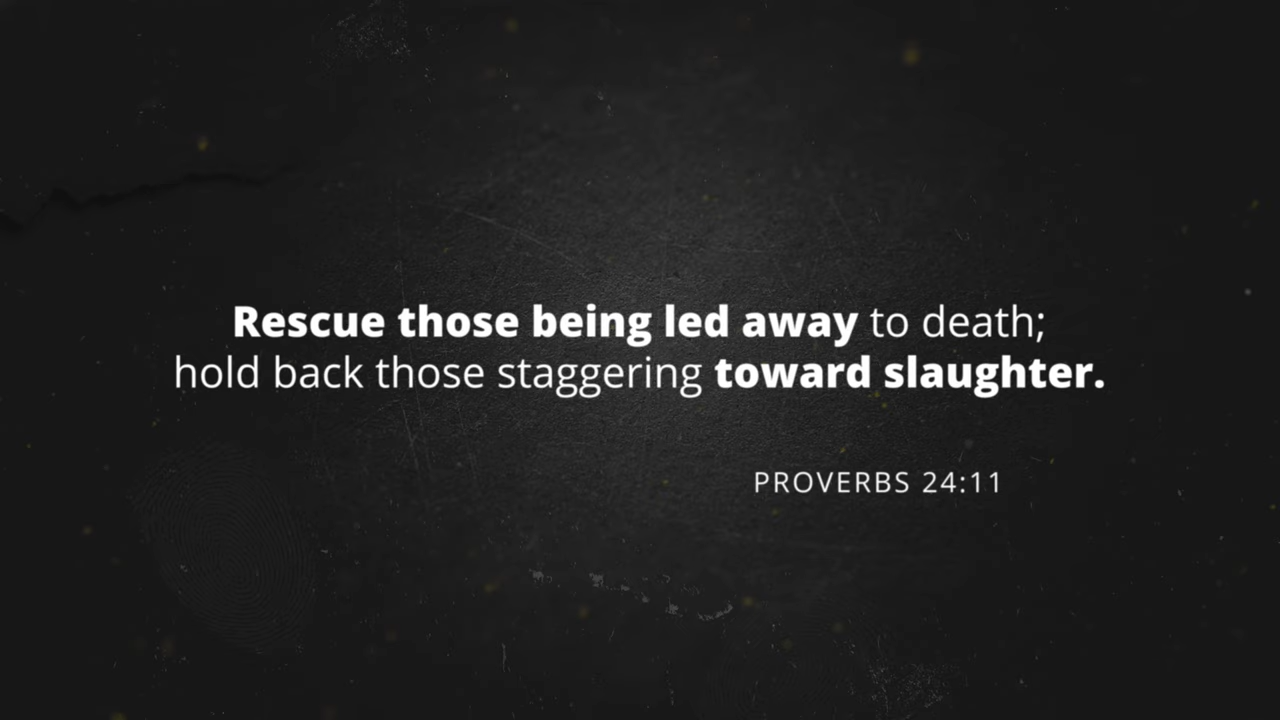 Rescue those being led away to death;
hold back those staggering toward slaughter.
PROVERBS 24:11